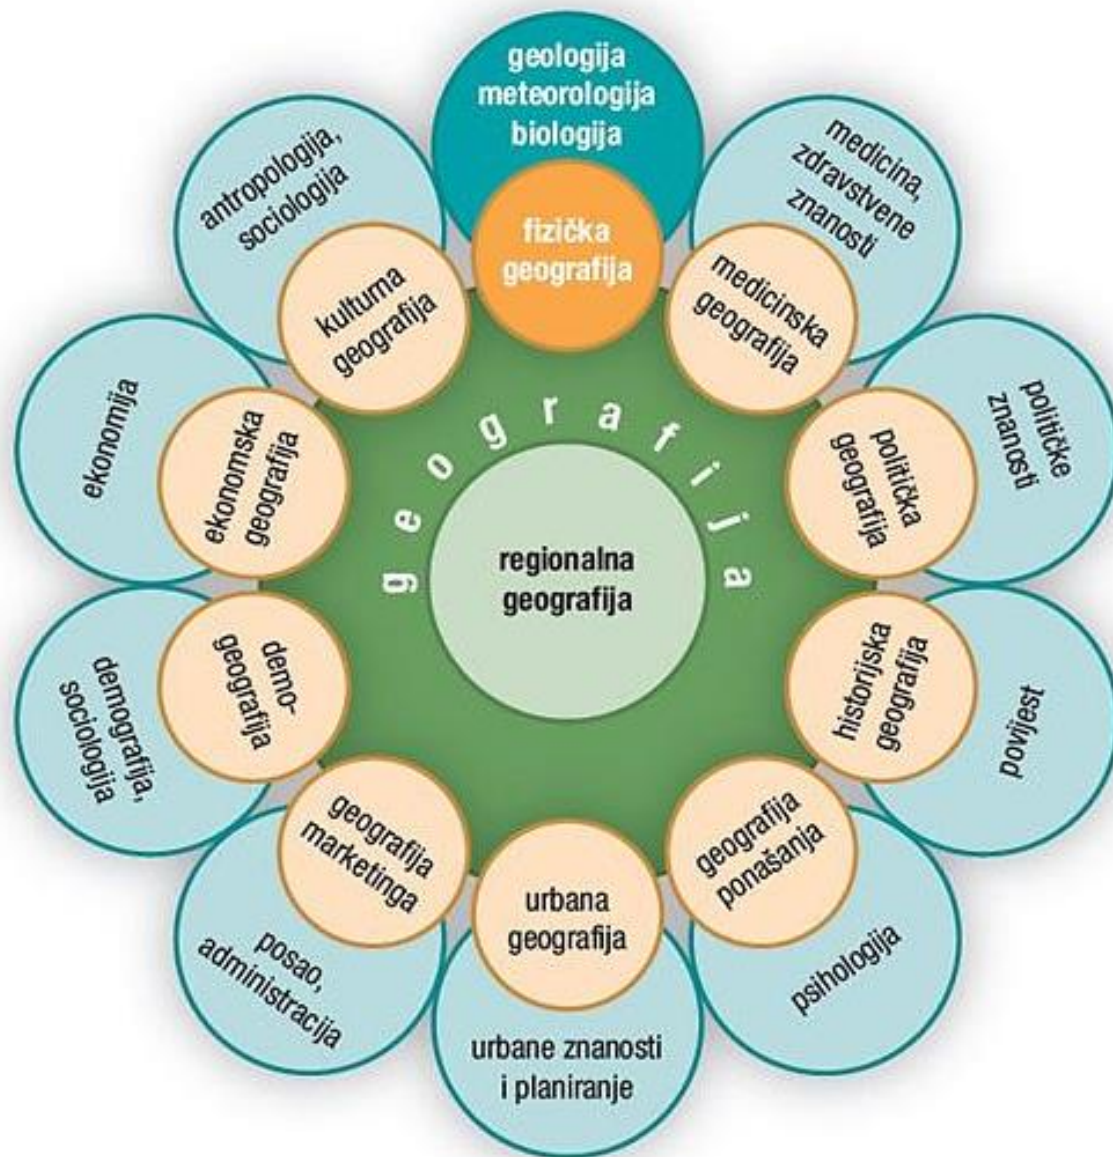 geologija
meteorologija
biologija
fizička
geografija
medicina,
zdravstvene
znanosti
medicinska
geografija
političke
znanosti
politička
geografija
povijest
historijska
geografija
psihologija
geografija
ponašanja
urbane znanosti
i planiranje
urbana
geografija
posao,
administracija
geografija
marketinga
demografija,
sociologija
demo-
geografija
ekonomija
ekonomska
geografija
antropologija,
sociologija
kulturna
geografija
geografija
regionalna
geografija